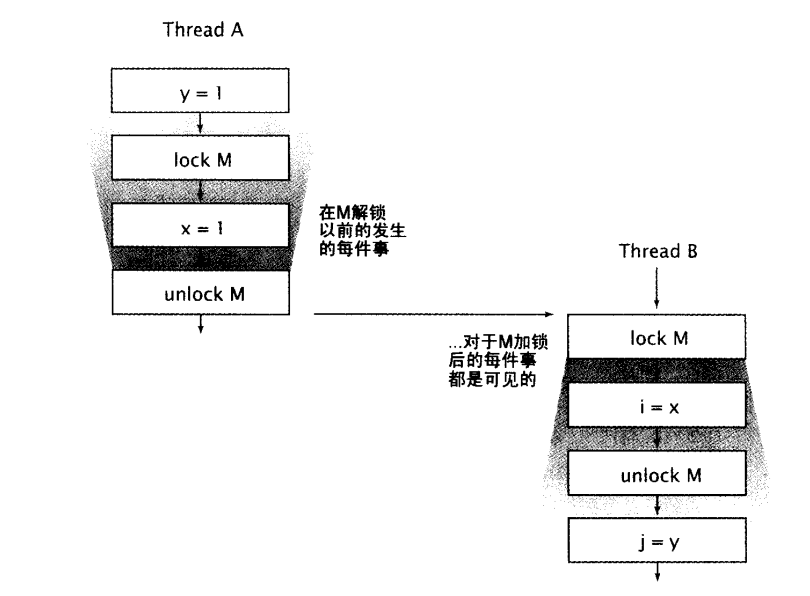 Thread A
y = 1
lock M
x = 1
在M解锁
以前的发生
的每件事
unlock M
Thread B
lock M
...对于M加锁
后的每件事
都是可见的
i = x
unlock M
j = y